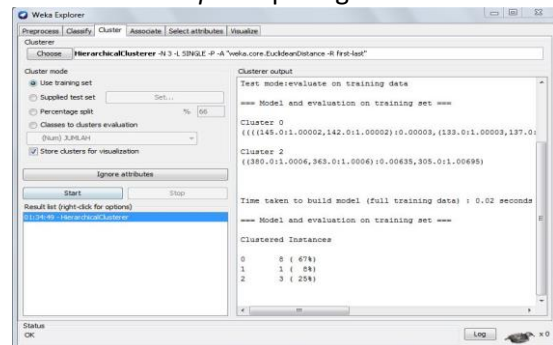 Weka Explorer
Preprocess Classify Cluster Associate Select attributes Visualize
Clusterer
Choose HierarchicalClusterer -N 3 -L SINGLE -P -A "weka.core.EuclideanDistance -R first-last"
Cluster mode
Use training set
Supplied test set Set...
Percentage split % 66
Classes to clusters evaluation
(Num) JUMLAH
Store clusters for visualization
Ignore attributes
Start Stop
Result list (right-click for options)
01:34:49 - HierarchicalClusterer
Clusterer output
Test mode:evaluate on training data
=== Model and evaluation on training set ===
Cluster 0
((((145.0:1.00002,142.0:1.00002):0.00003,(133.0:1.00003,137.0:
Cluster 2
((380.0:1.0006,363.0:1.0006):0.00635,305.0:1.00695)
Time taken to build model (full training data) : 0.02 seconds
=== Model and evaluation on training set ===
Clustered Instances
0 8 ( 67%)
1 1 ( 8%)
2 3 ( 25%)
Status
OK
Log
x 0